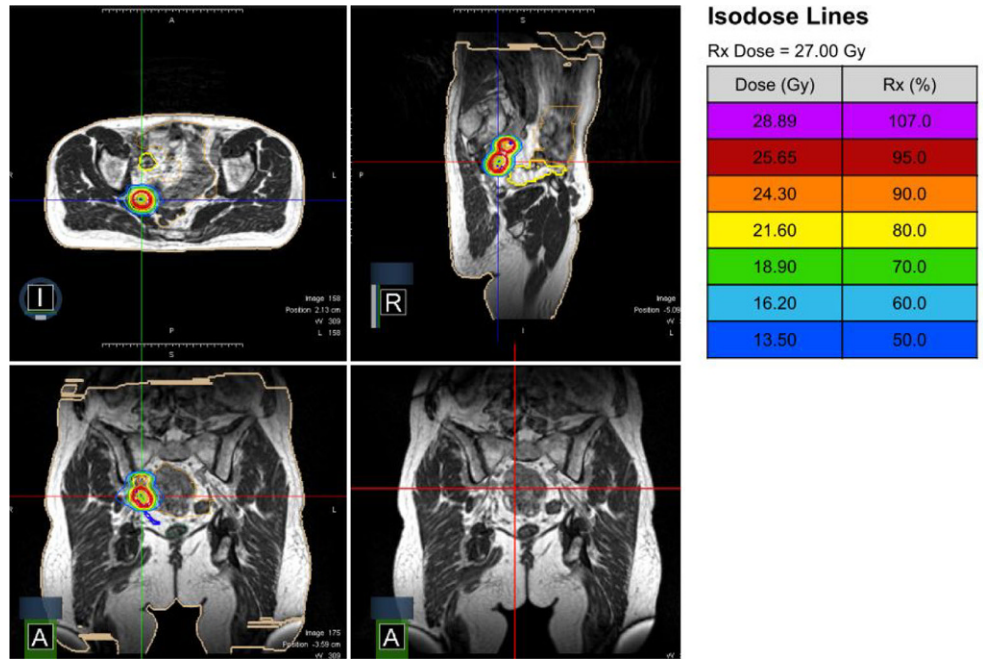 Isodose Lines
Rx Dose = 27.00 Gy
Dose (Gy) Rx (%)
28.89 107.0
25.65 95.0
24.30 90.0
21.60 80.0
18.90 70.0
16.20 60.0
13.50 50.0
A
R
L
I
Image 158
Position 2.13 cm
W 309
L 158
P
S
P
R
Image
Position -5.09
W
L
I
S
R
L
A
Image 175
Position -3.59 cm
W 309
A
W